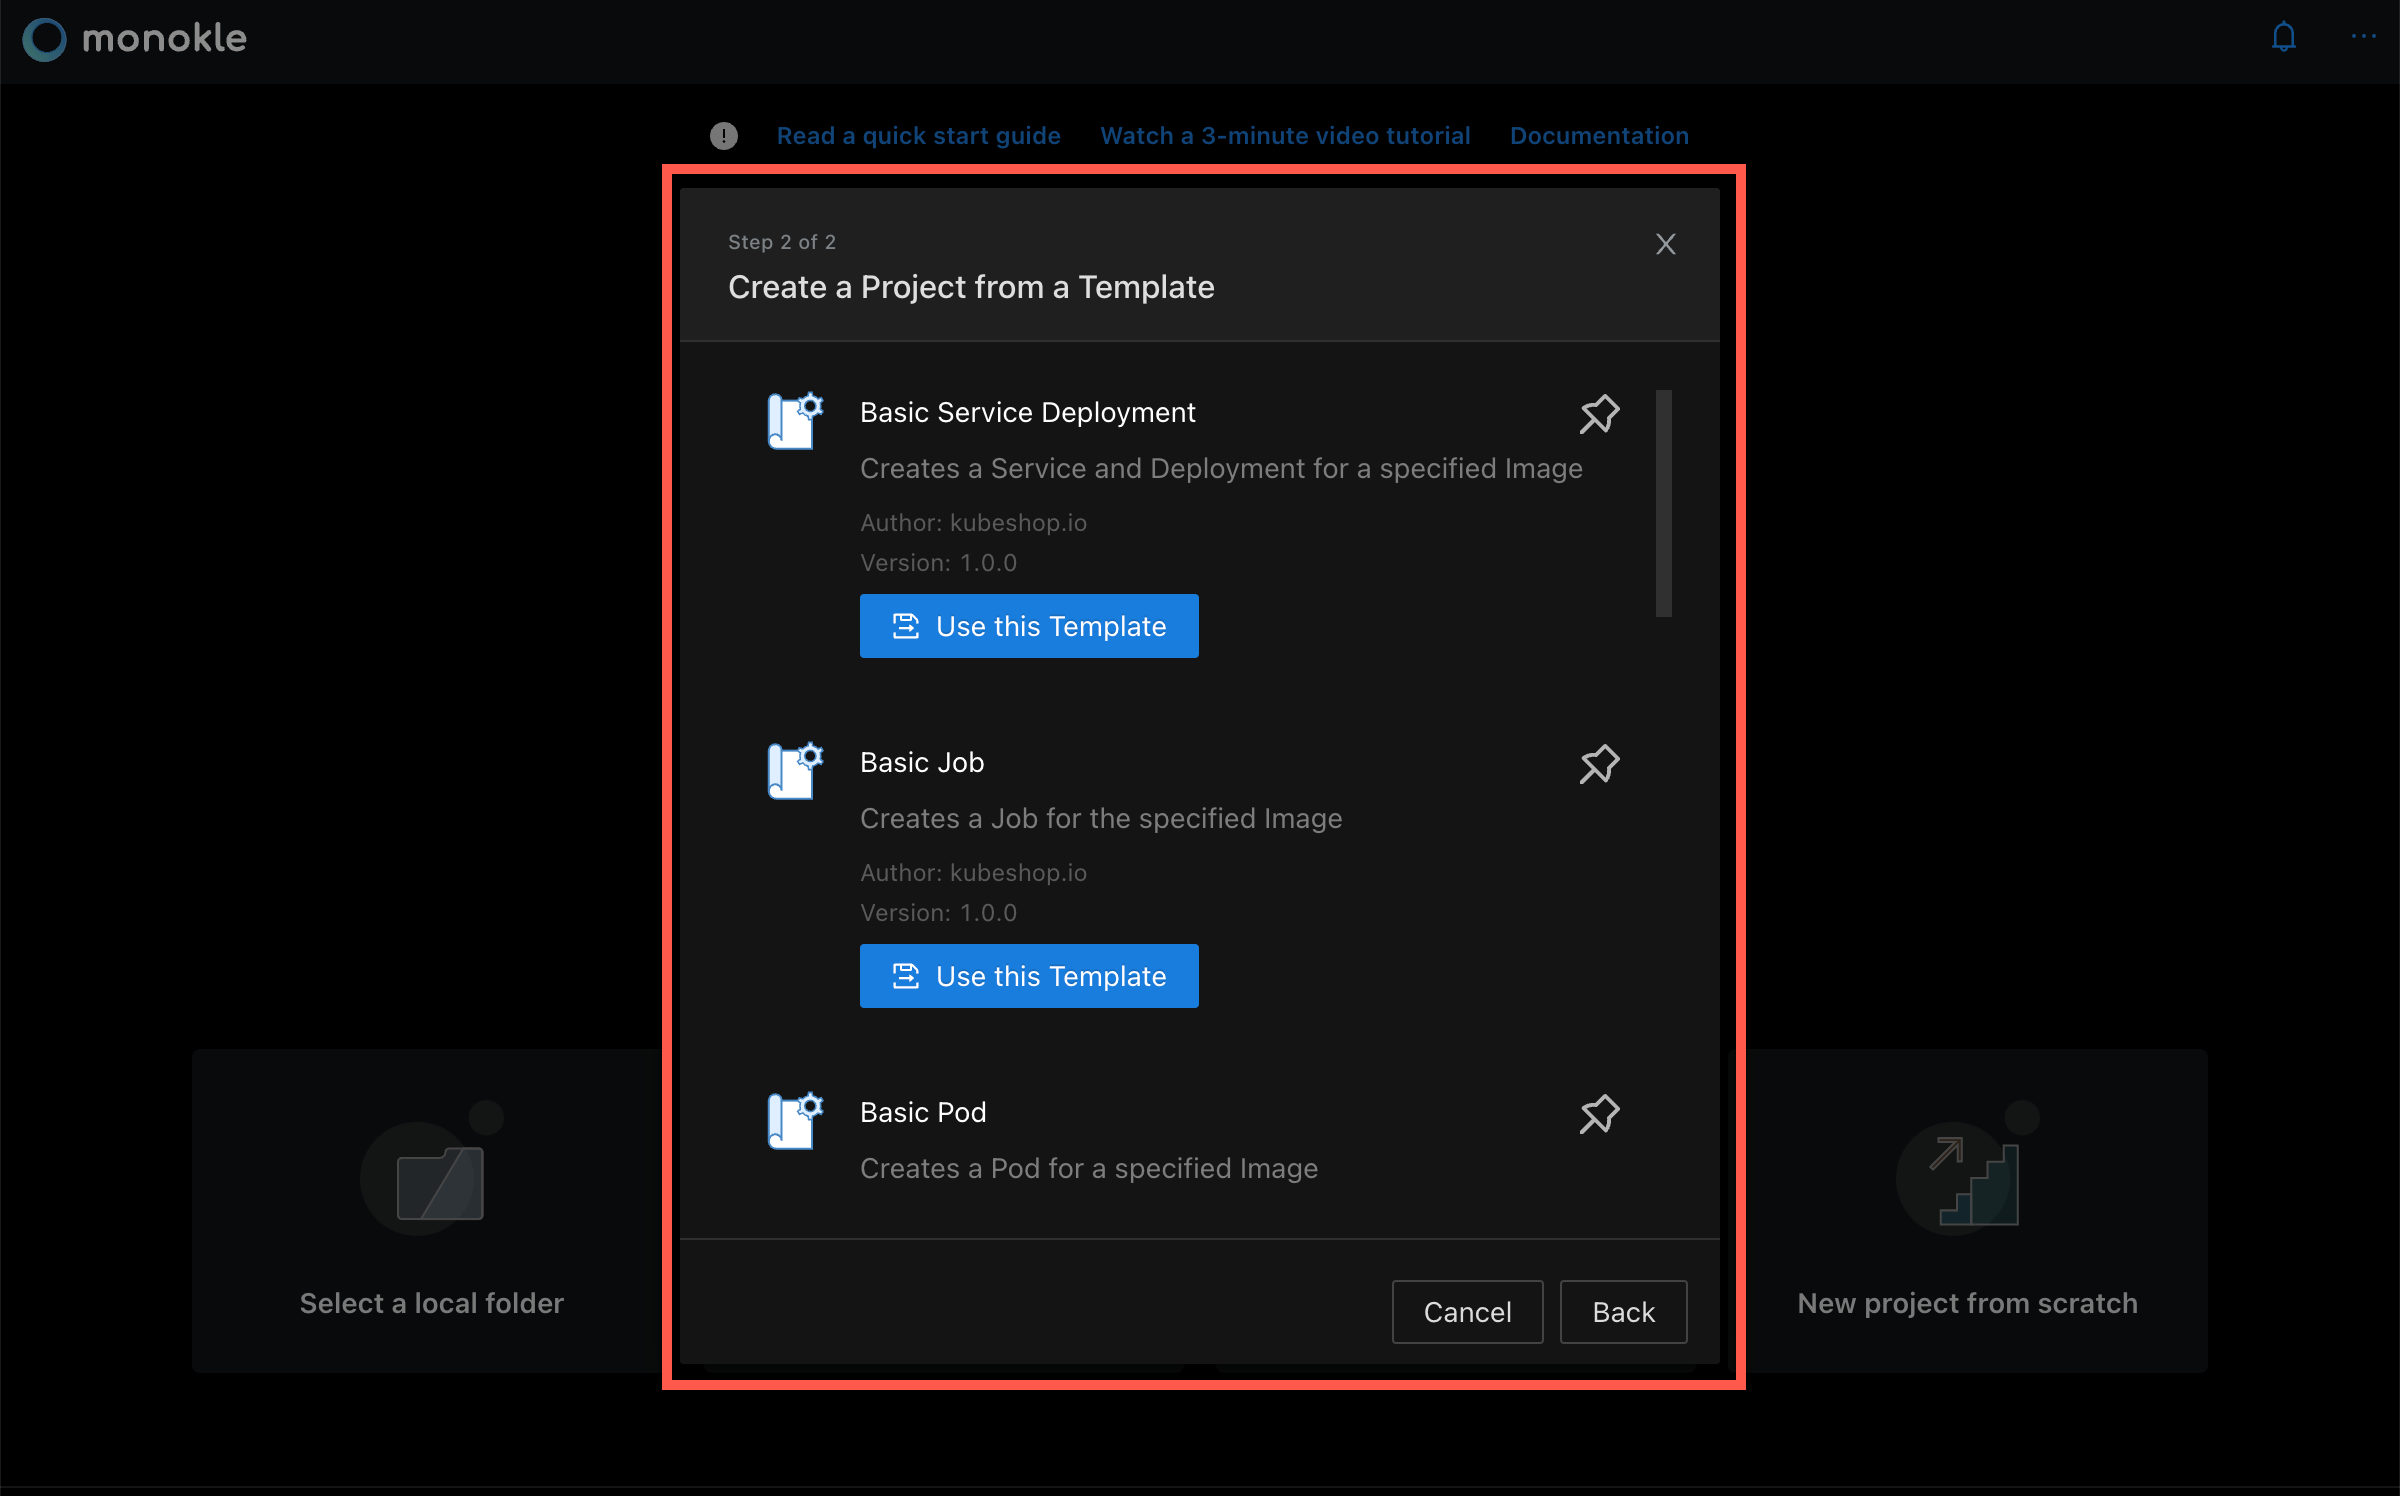 monokle
Read a quick start guide Watch a 3-minute video tutorial Documentation
Step 2 of 2
Create a Project from a Template
Basic Service Deployment
Creates a Service and Deployment for a specified Image
Author: kubeshop.io
Version: 1.0.0
Use this Template
Basic Job
Creates a Job for the specified Image
Author: kubeshop.io
Version: 1.0.0
Use this Template
Basic Pod
Creates a Pod for a specified Image
Cancel Back
Select a local folder
New project from scratch